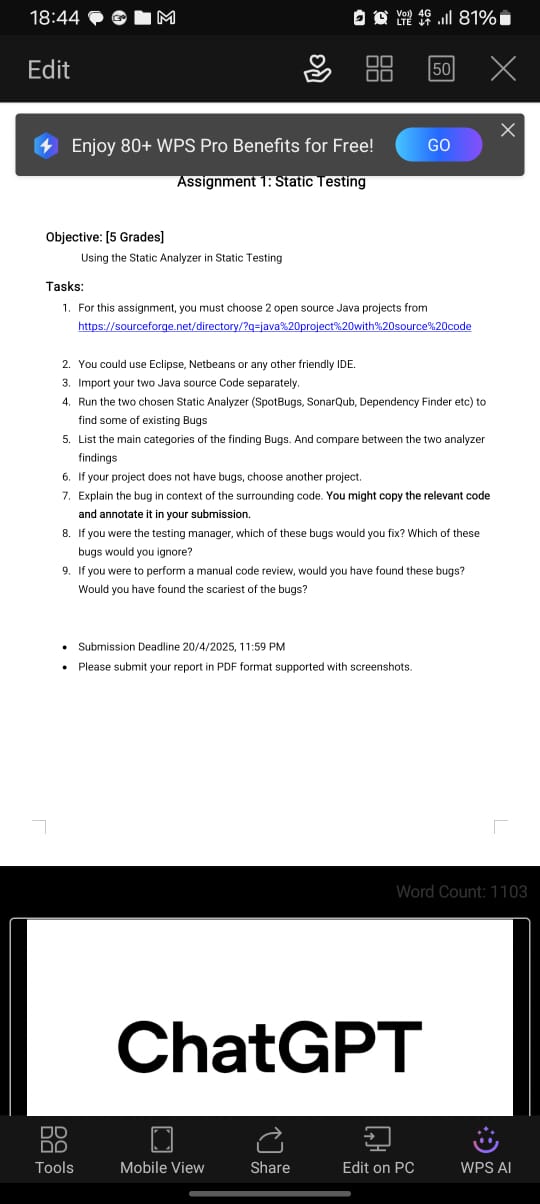 18:44 Vo)) LTE 4G 81%
Edit 50
Enjoy 80+ WPS Pro Benefits for Free! GO
Assignment 1: Static Testing
Objective: [5 Grades]
Using the Static Analyzer in Static Testing
Tasks:
1. For this assignment, you must choose 2 open source Java projects from
https://sourceforge.net/directory/?q=java%20project%20with%20source%20code
2. You could use Eclipse, Netbeans or any other friendly IDE.
3. Import your two Java source Code separately.
4. Run the two chosen Static Analyzer (SpotBugs, SonarQub, Dependency Finder etc) to
find some of existing Bugs
5. List the main categories of the finding Bugs. And compare between the two analyzer
findings
6. If your project does not have bugs, choose another project.
7. Explain the bug in context of the surrounding code. You might copy the relevant code
and annotate it in your submission.
8. If you were the testing manager, which of these bugs would you fix? Which of these
bugs would you ignore?
9. If you were to perform a manual code review, would you have found these bugs?
Would you have found the scariest of the bugs?
• Submission Deadline 20/4/2025, 11:59 PM
• Please submit your report in PDF format supported with screenshots.
Word Count: 1103
ChatGPT
Tools Mobile View Share Edit on PC WPS AI